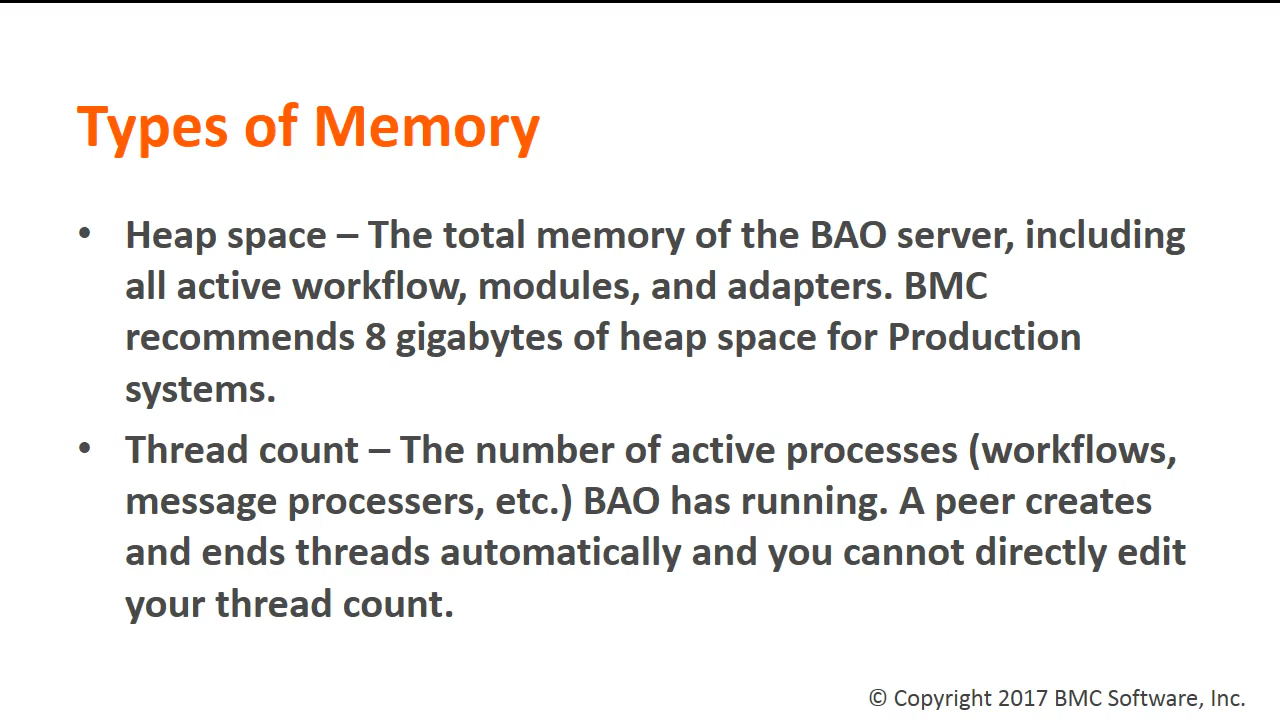 Types of Memory
• Heap space – The total memory of the BAO server, including
all active workflow, modules, and adapters. BMC
recommends 8 gigabytes of heap space for Production
systems.
• Thread count – The number of active processes (workflows,
message processers, etc.) BAO has running. A peer creates
and ends threads automatically and you cannot directly edit
your thread count.
© Copyright 2017 BMC Software, Inc.